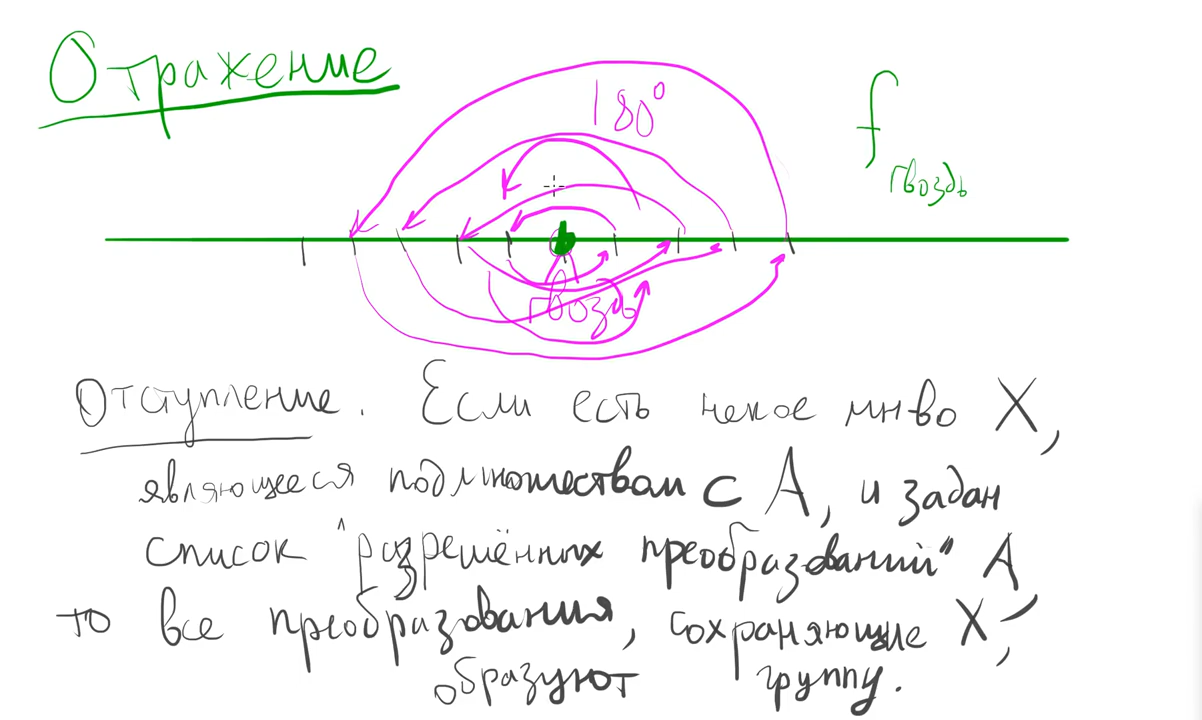 Отражение
180°
f гвоздь
гвоздь
Отступление. Если есть некое мн-во X,
являющееся подмножеством ⊂ A, и задан
список "разрешённых преобразований" A,
то все преобразования, сохраняющие X,
образуют группу.